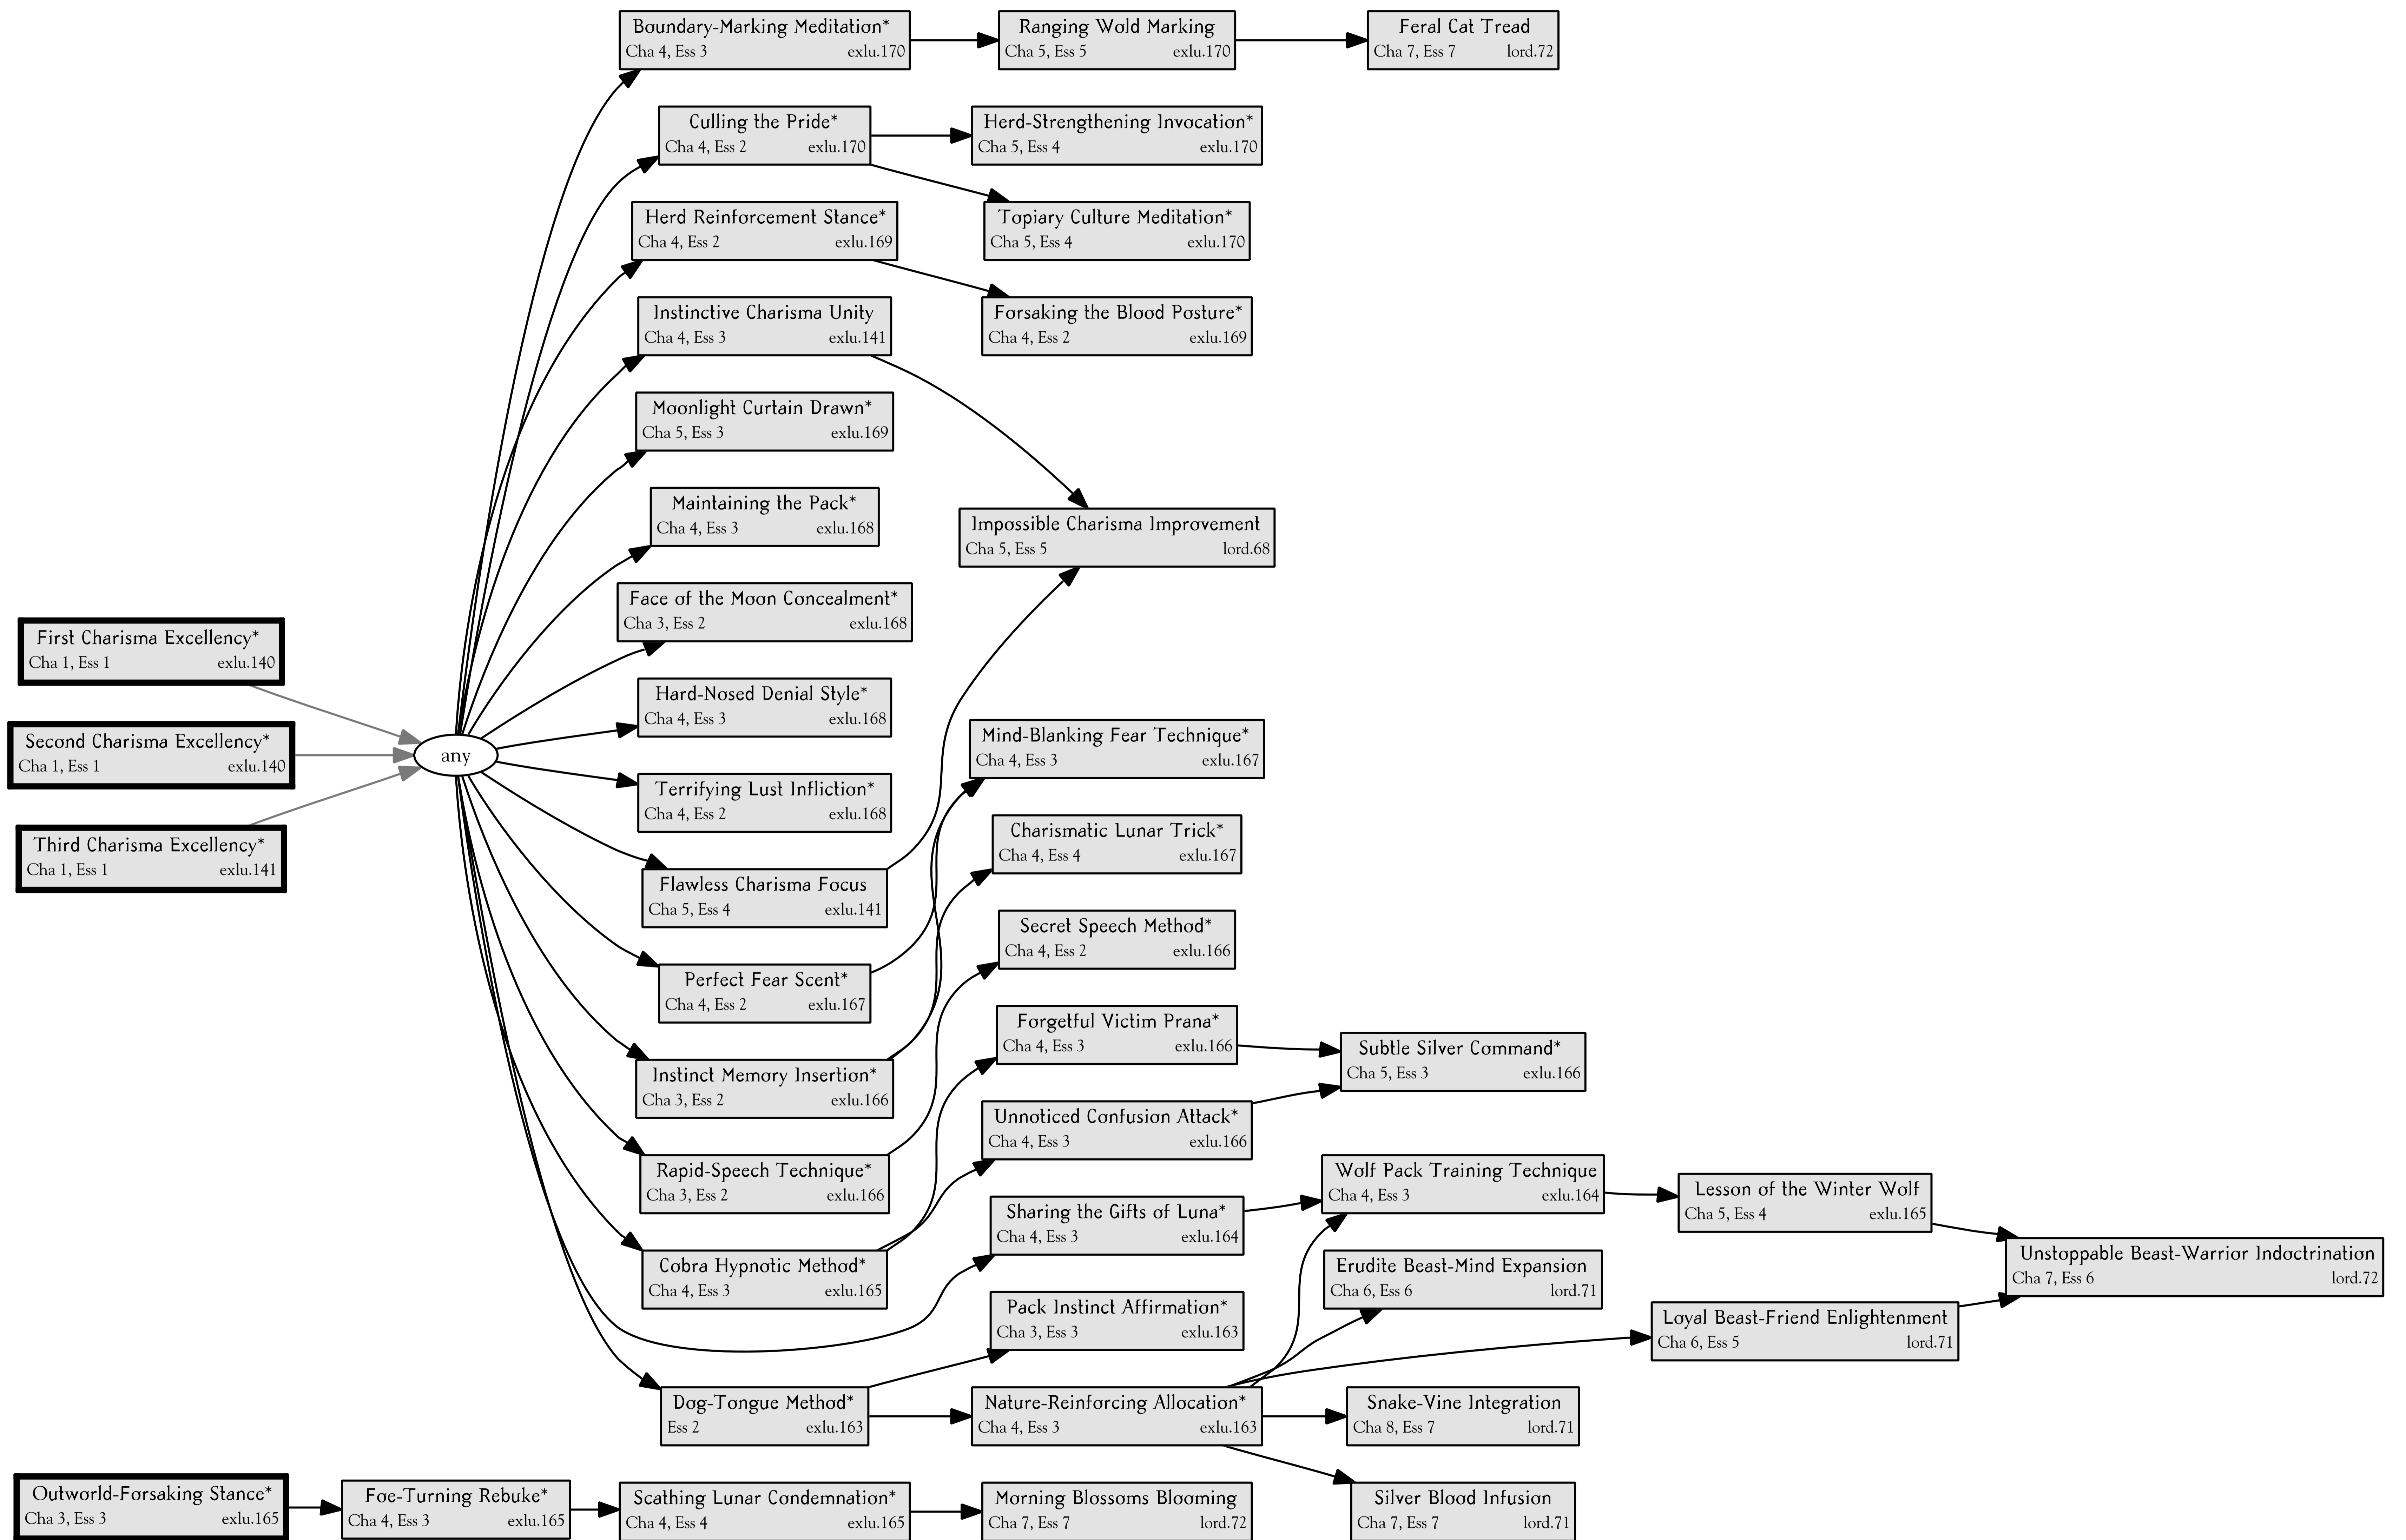 Boundary-Marking Meditation*
Cha 4, Ess 3 exlu.170
Ranging Wold Marking
Cha 5, Ess 5 exlu.170
Feral Cat Tread
Cha 7, Ess 7 lord.72
Culling the Pride*
Cha 4, Ess 2 exlu.170
Herd-Strengthening Invocation*
Cha 5, Ess 4 exlu.170
Topiary Culture Meditation*
Cha 5, Ess 4 exlu.170
Herd Reinforcement Stance*
Cha 4, Ess 2 exlu.169
Forsaking the Blood Posture*
Cha 4, Ess 2 exlu.169
Instinctive Charisma Unity
Cha 4, Ess 3 exlu.141
Moonlight Curtain Drawn*
Cha 5, Ess 3 exlu.169
Maintaining the Pack*
Cha 4, Ess 3 exlu.168
Impossible Charisma Improvement
Cha 5, Ess 5 lord.68
Face of the Moon Concealment*
Cha 3, Ess 2 exlu.168
First Charisma Excellency*
Cha 1, Ess 1 exlu.140
Second Charisma Excellency*
Cha 1, Ess 1 exlu.140
Third Charisma Excellency*
Cha 1, Ess 1 exlu.141
any
Hard-Nosed Denial Style*
Cha 4, Ess 3 exlu.168
Terrifying Lust Infliction*
Cha 4, Ess 2 exlu.168
Mind-Blanking Fear Technique*
Cha 4, Ess 3 exlu.167
Charismatic Lunar Trick*
Cha 4, Ess 4 exlu.167
Flawless Charisma Focus
Cha 5, Ess 4 exlu.141
Secret Speech Method*
Cha 4, Ess 2 exlu.166
Perfect Fear Scent*
Cha 4, Ess 2 exlu.167
Forgetful Victim Prana*
Cha 4, Ess 3 exlu.166
Subtle Silver Command*
Cha 5, Ess 3 exlu.166
Instinct Memory Insertion*
Cha 3, Ess 2 exlu.166
Unnoticed Confusion Attack*
Cha 4, Ess 3 exlu.166
Rapid-Speech Technique*
Cha 3, Ess 2 exlu.166
Wolf Pack Training Technique
Cha 4, Ess 3 exlu.164
Lesson of the Winter Wolf
Cha 5, Ess 4 exlu.165
Sharing the Gifts of Luna*
Cha 4, Ess 3 exlu.164
Unstoppable Beast-Warrior Indoctrination
Cha 7, Ess 6 lord.72
Cobra Hypnotic Method*
Cha 4, Ess 3 exlu.165
Erudite Beast-Mind Expansion
Cha 6, Ess 6 lord.71
Pack Instinct Affirmation*
Cha 3, Ess 3 exlu.163
Loyal Beast-Friend Enlightenment
Cha 6, Ess 5 lord.71
Dog-Tongue Method*
Ess 2 exlu.163
Nature-Reinforcing Allocation*
Cha 4, Ess 3 exlu.163
Snake-Vine Integration
Cha 8, Ess 7 lord.71
Outworld-Forsaking Stance*
Cha 3, Ess 3 exlu.165
Foe-Turning Rebuke*
Cha 4, Ess 3 exlu.165
Scathing Lunar Condemnation*
Cha 4, Ess 4 exlu.165
Morning Blossoms Blooming
Cha 7, Ess 7 lord.72
Silver Blood Infusion
Cha 7, Ess 7 lord.71